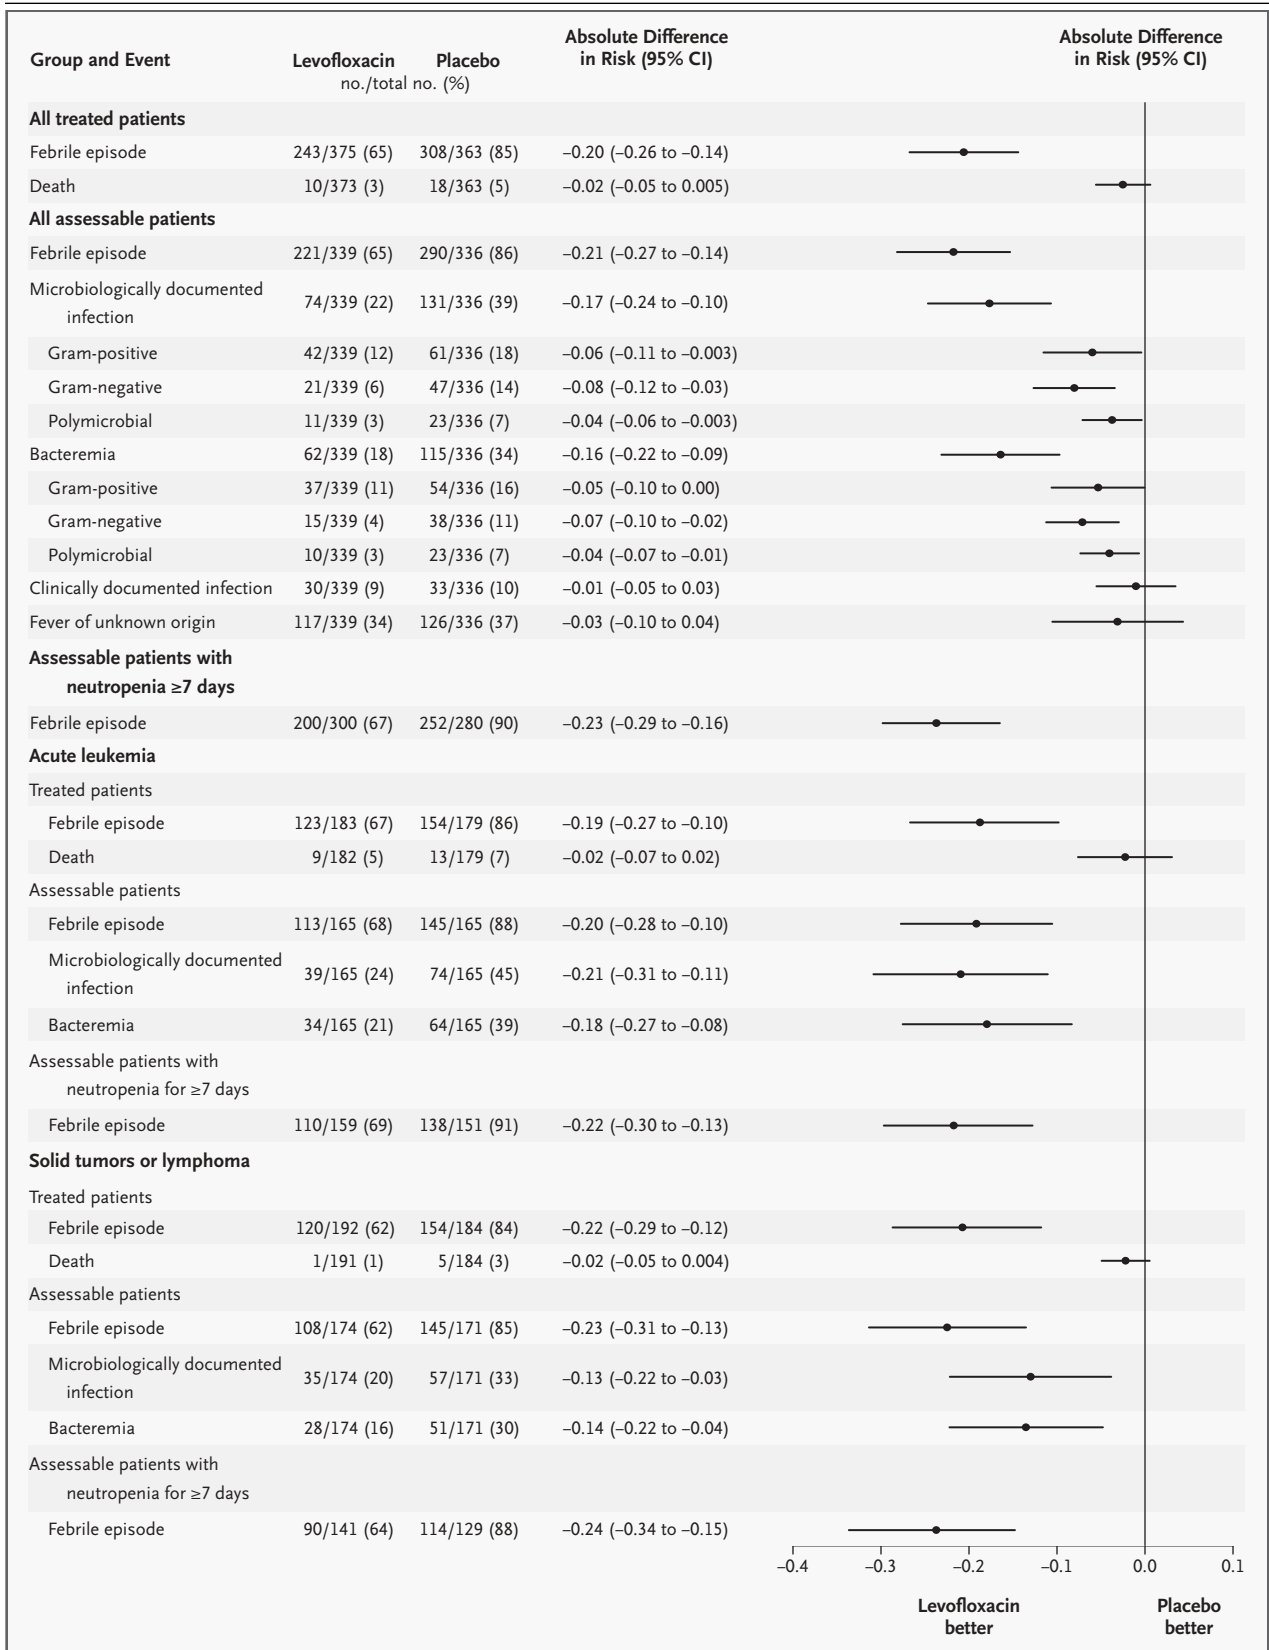 Group and Event Levofloxacin Placebo Absolute Difference in Risk (95% CI) Absolute Difference in Risk (95% CI)
no./total no. (%)
All treated patients
Febrile episode 243/375 (65) 308/363 (85) –0.20 (–0.26 to –0.14)
Death 10/373 (3) 18/363 (5) –0.02 (–0.05 to 0.005)
All assessable patients
Febrile episode 221/339 (65) 290/336 (86) –0.21 (–0.27 to –0.14)
Microbiologically documented
infection 74/339 (22) 131/336 (39) –0.17 (–0.24 to –0.10)
Gram-positive 42/339 (12) 61/336 (18) –0.06 (–0.11 to –0.003)
Gram-negative 21/339 (6) 47/336 (14) –0.08 (–0.12 to –0.03)
Polymicrobial 11/339 (3) 23/336 (7) –0.04 (–0.06 to –0.003)
Bacteremia 62/339 (18) 115/336 (34) –0.16 (–0.22 to –0.09)
Gram-positive 37/339 (11) 54/336 (16) –0.05 (–0.10 to 0.00)
Gram-negative 15/339 (4) 38/336 (11) –0.07 (–0.10 to –0.02)
Polymicrobial 10/339 (3) 23/336 (7) –0.04 (–0.07 to –0.01)
Clinically documented infection 30/339 (9) 33/336 (10) –0.01 (–0.05 to 0.03)
Fever of unknown origin 117/339 (34) 126/336 (37) –0.03 (–0.10 to 0.04)
Assessable patients with
neutropenia ≥7 days
Febrile episode 200/300 (67) 252/280 (90) –0.23 (–0.29 to –0.16)
Acute leukemia
Treated patients
Febrile episode 123/183 (67) 154/179 (86) –0.19 (–0.27 to –0.10)
Death 9/182 (5) 13/179 (7) –0.02 (–0.07 to 0.02)
Assessable patients
Febrile episode 113/165 (68) 145/165 (88) –0.20 (–0.28 to –0.10)
Microbiologically documented
infection 39/165 (24) 74/165 (45) –0.21 (–0.31 to –0.11)
Bacteremia 34/165 (21) 64/165 (39) –0.18 (–0.27 to –0.08)
Assessable patients with
neutropenia for ≥7 days
Febrile episode 110/159 (69) 138/151 (91) –0.22 (–0.30 to –0.13)
Solid tumors or lymphoma
Treated patients
Febrile episode 120/192 (62) 154/184 (84) –0.22 (–0.29 to –0.12)
Death 1/191 (1) 5/184 (3) –0.02 (–0.05 to 0.004)
Assessable patients
Febrile episode 108/174 (62) 145/171 (85) –0.23 (–0.31 to –0.13)
Microbiologically documented
infection 35/174 (20) 57/171 (33) –0.13 (–0.22 to –0.03)
Bacteremia 28/174 (16) 51/171 (30) –0.14 (–0.22 to –0.04)
Assessable patients with
neutropenia for ≥7 days
Febrile episode 90/141 (64) 114/129 (88) –0.24 (–0.34 to –0.15)
–0.4 –0.3 –0.2 –0.1 0.0 0.1
Levofloxacin Placebo
better better